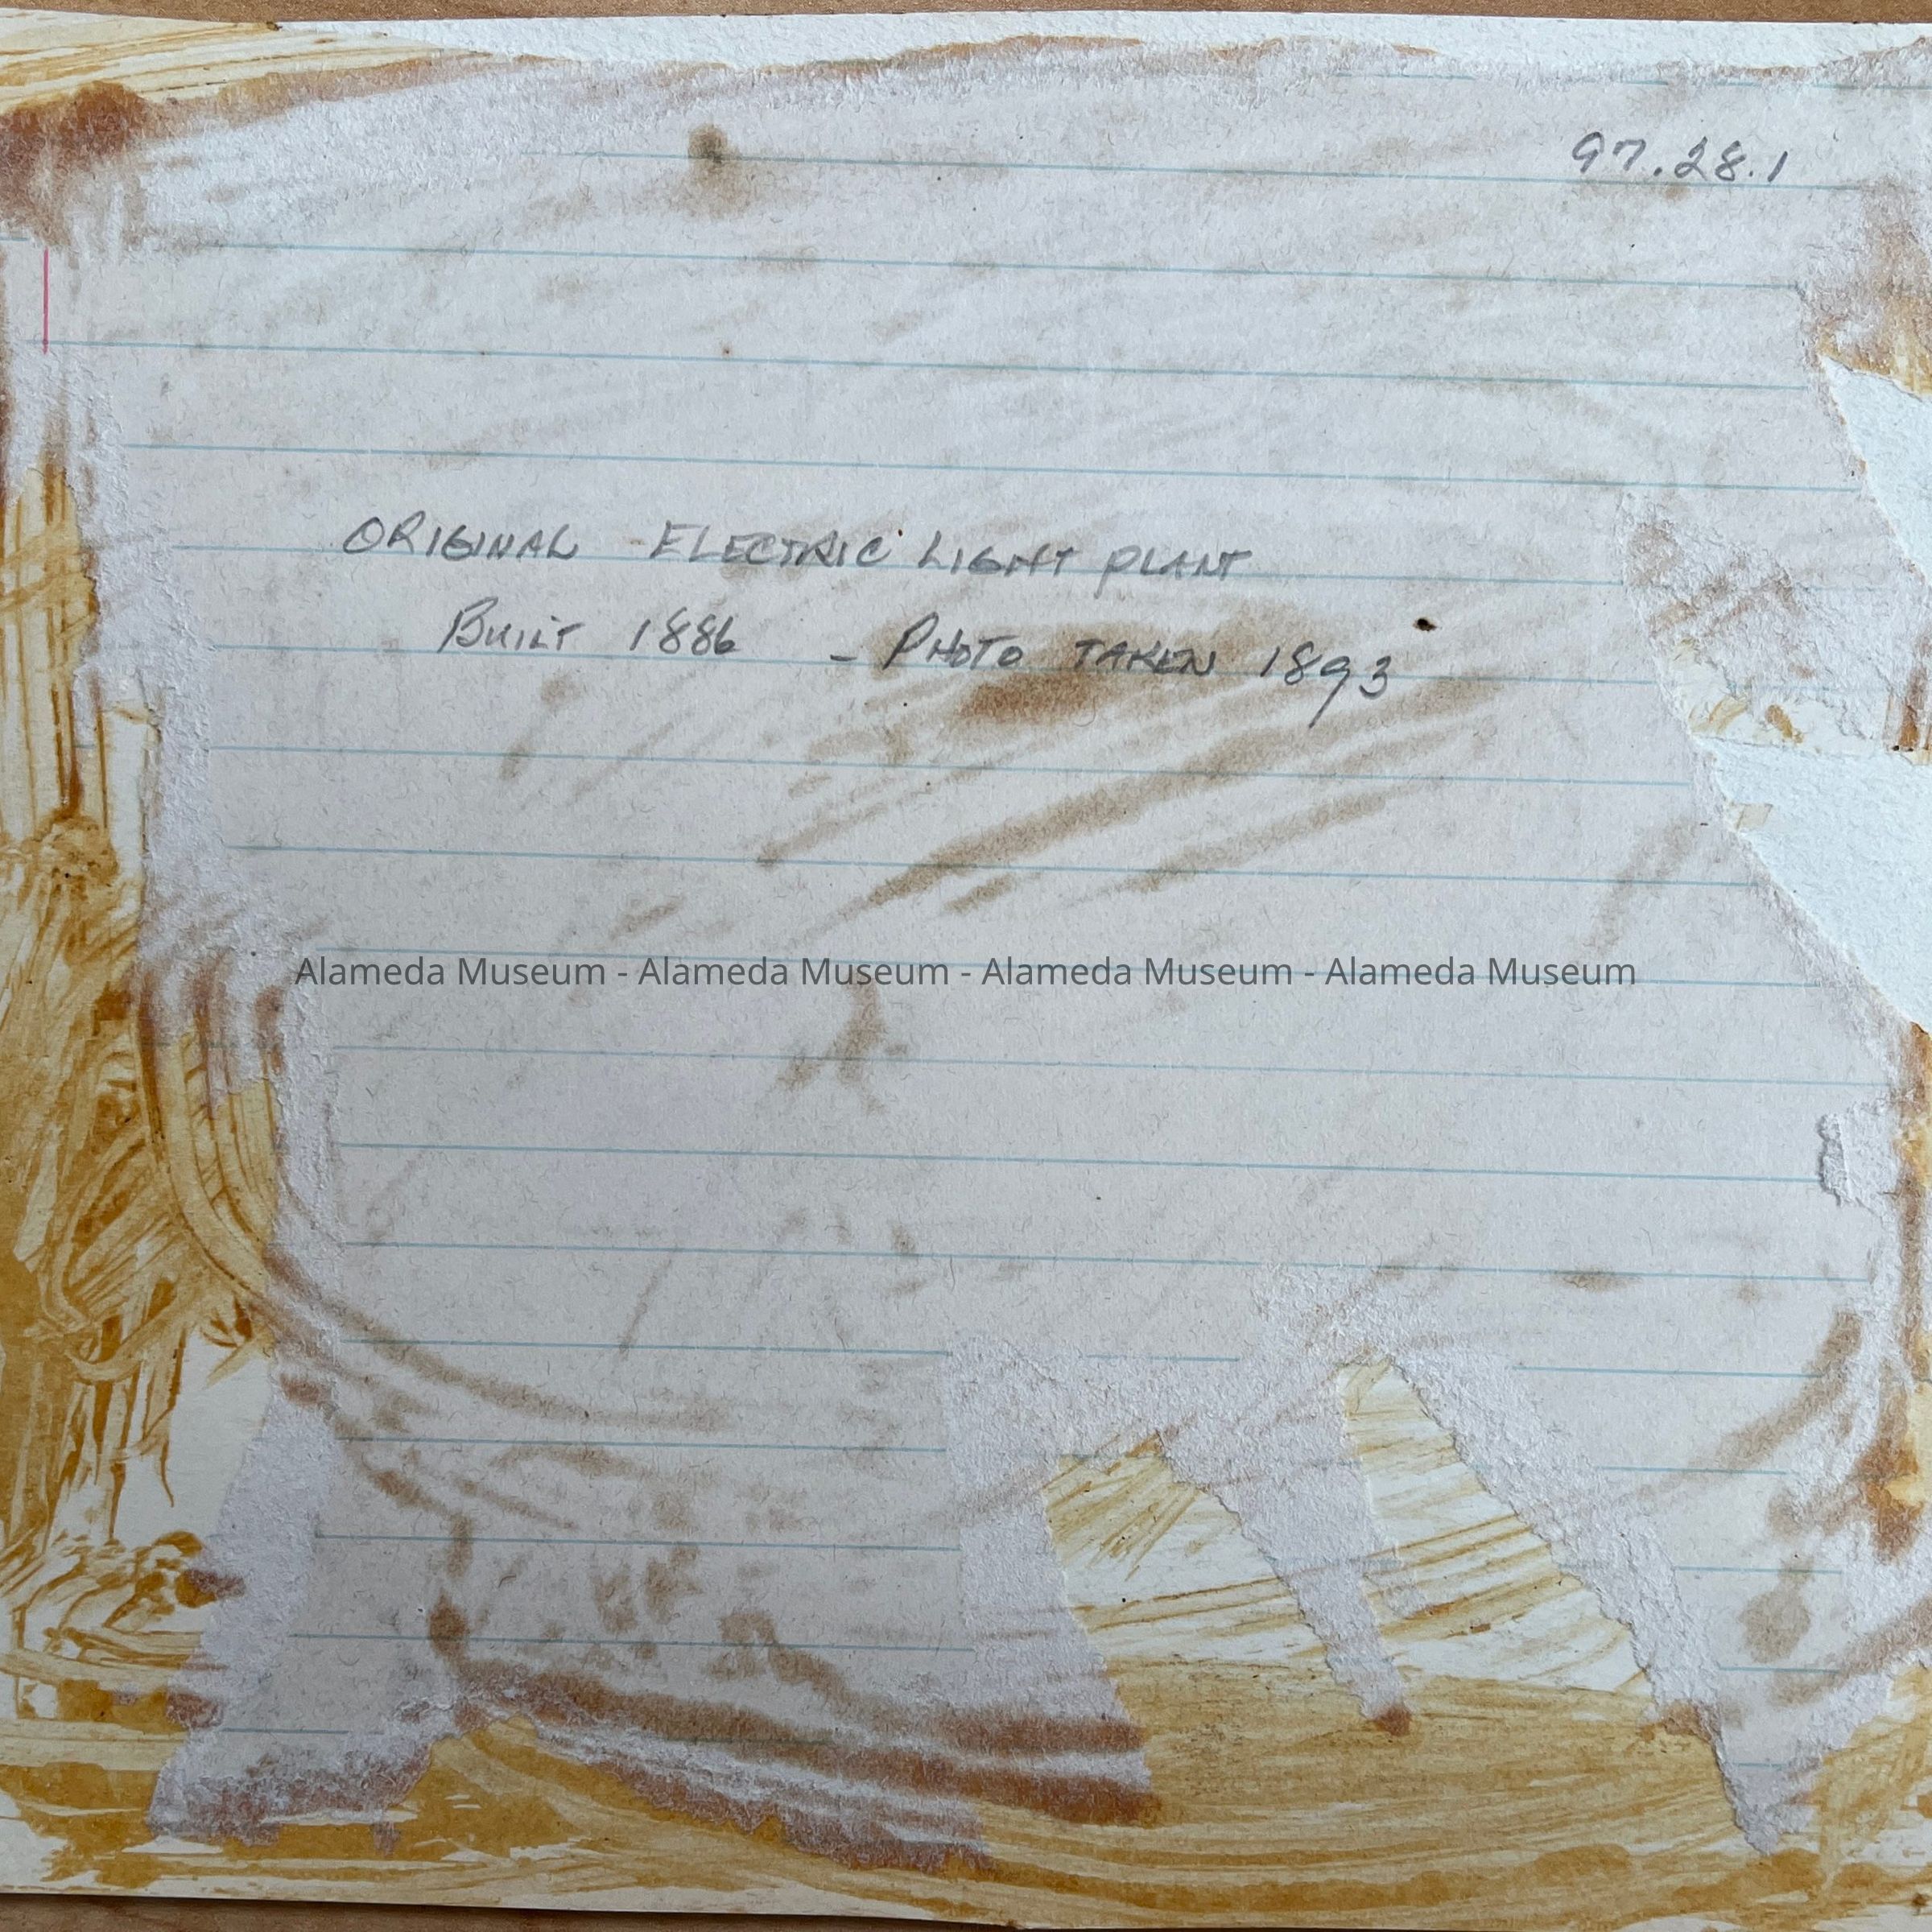 97.28.1
ORIGINAL ELECTRIC LIGHT PLANT
BUILT 1886 - PHOTO TAKEN 1893
Alameda Museum - Alameda Museum - Alameda Museum - Alameda Museum